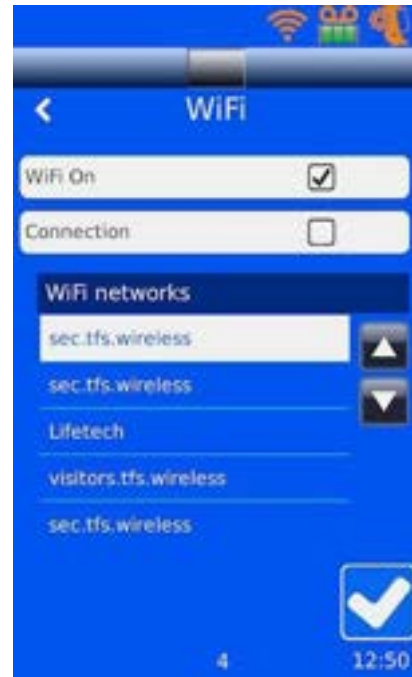 WiFi
WiFi On
Connection
WiFi networks
sec.tfs.wireless
sec.tfs.wireless
Lifetech
visitors.tfs.wireless
sec.tfs.wireless
4
12:50